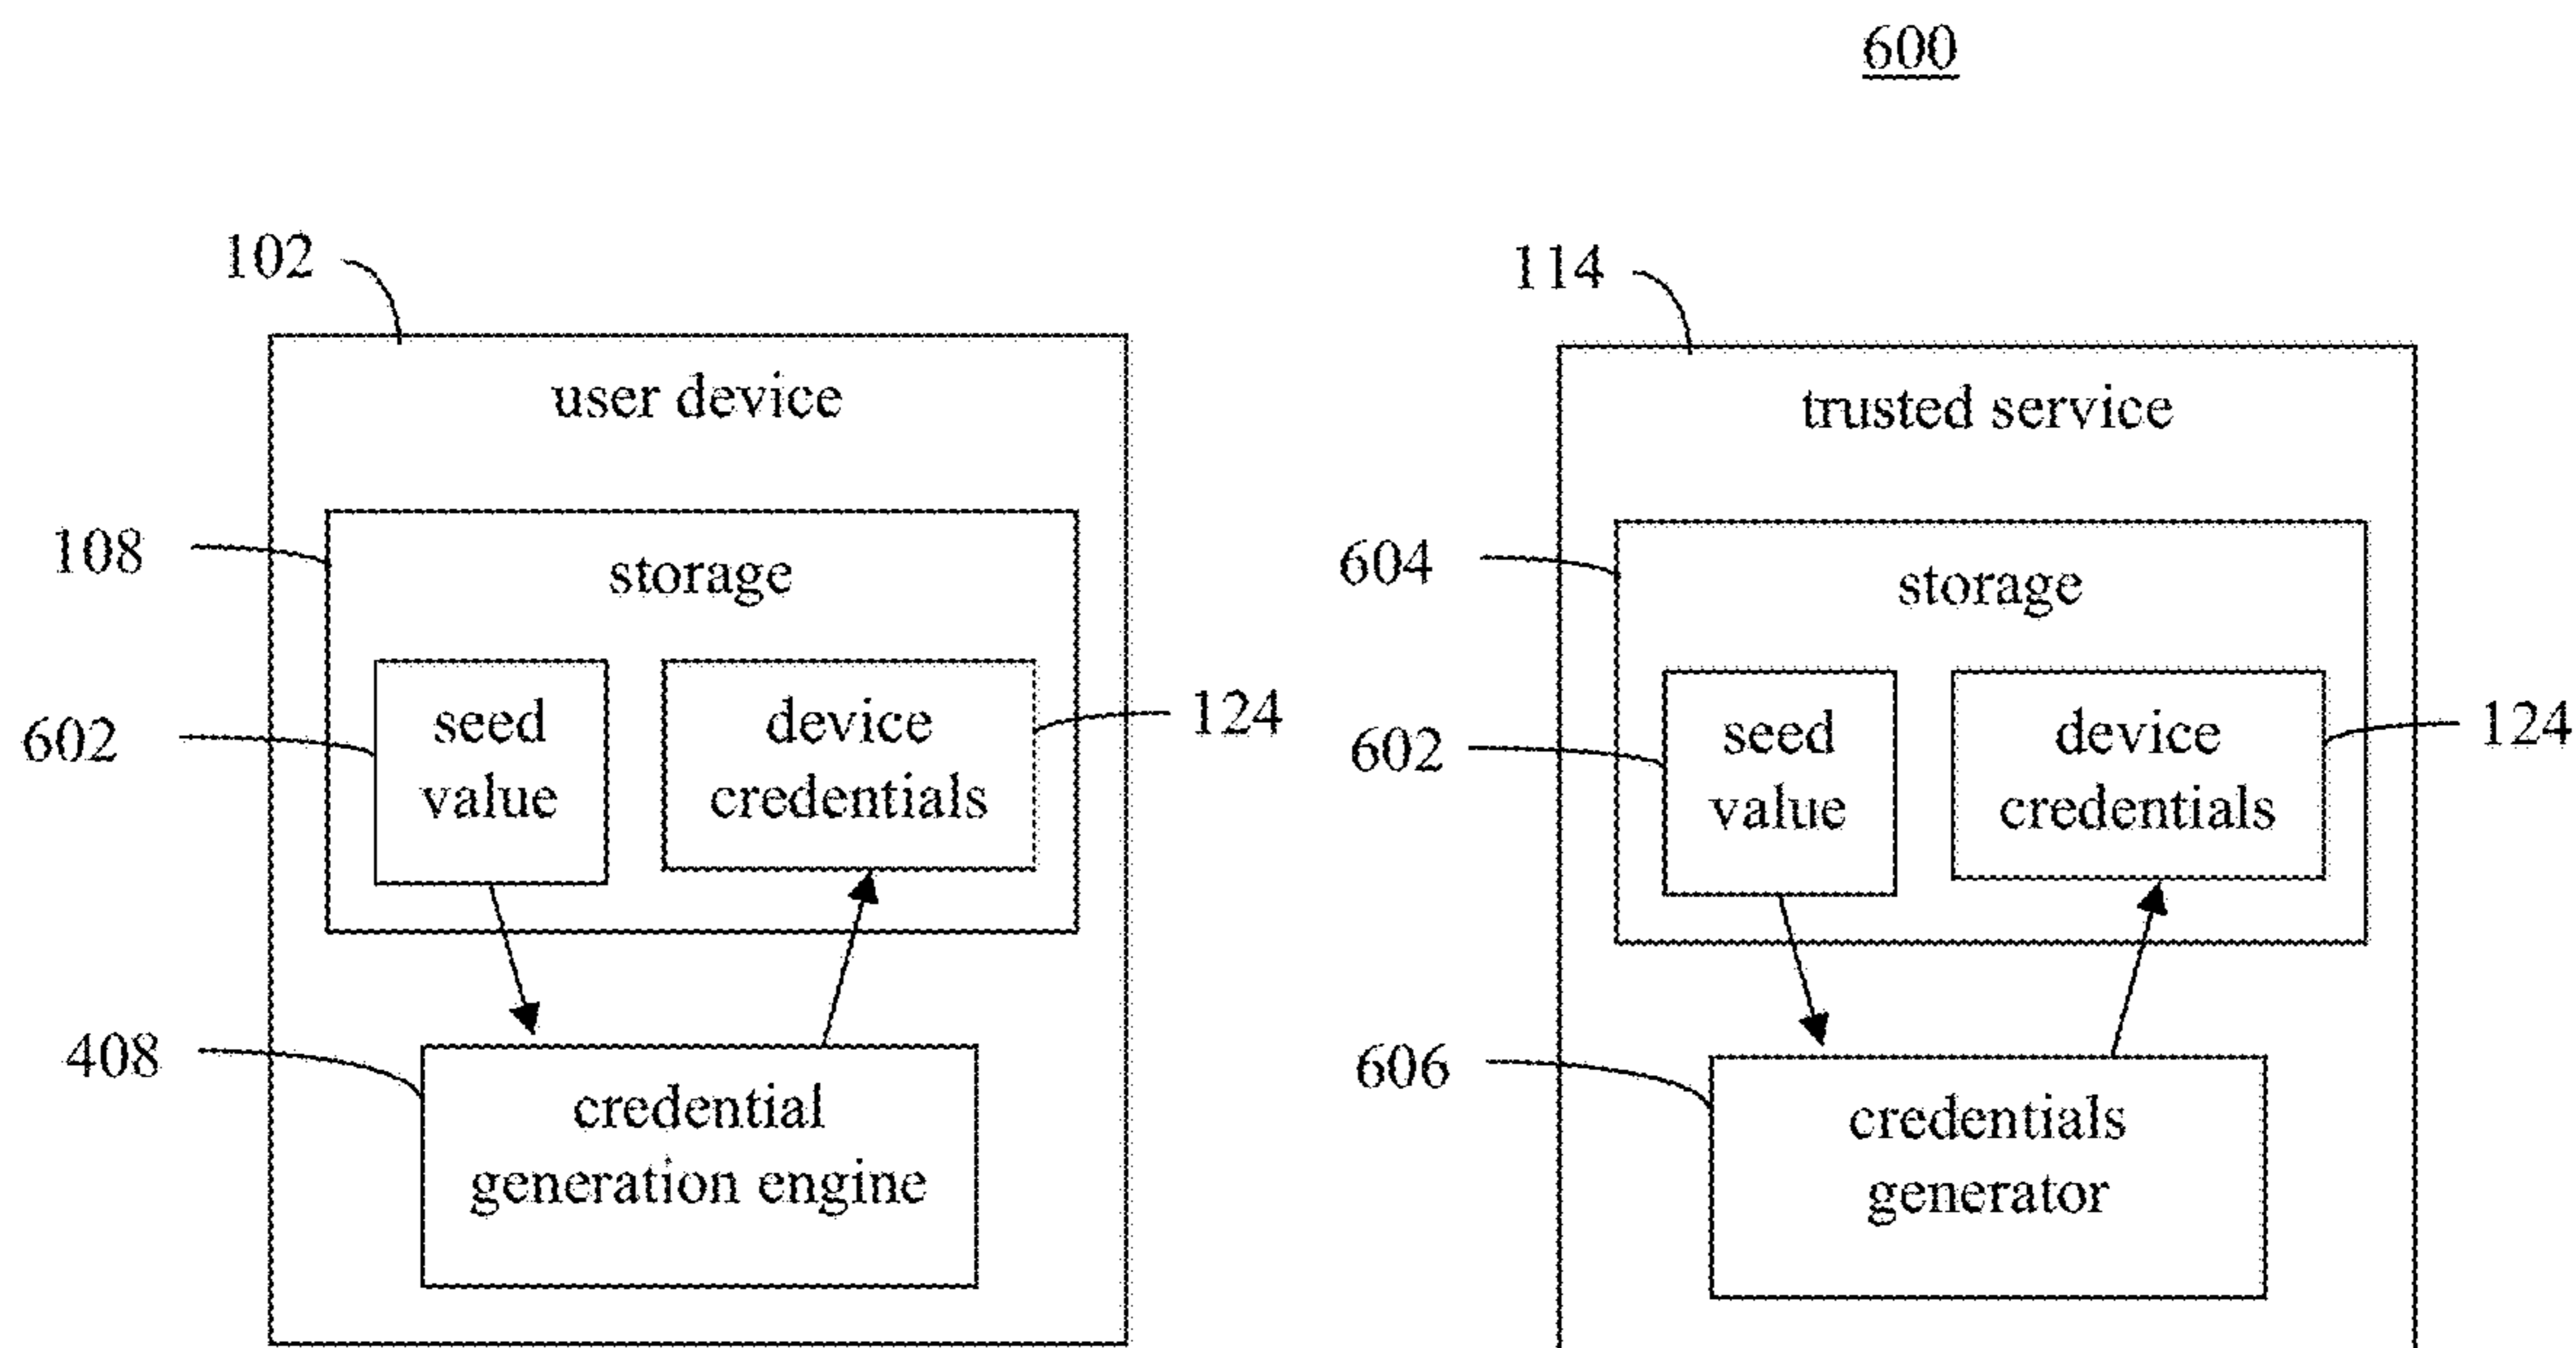 600
102
user device
108
storage
602
seed
value
device
credentials
124
408
credential
generation engine
114
trusted service
604
storage
602
seed
value
device
credentials
124
606
credentials
generator